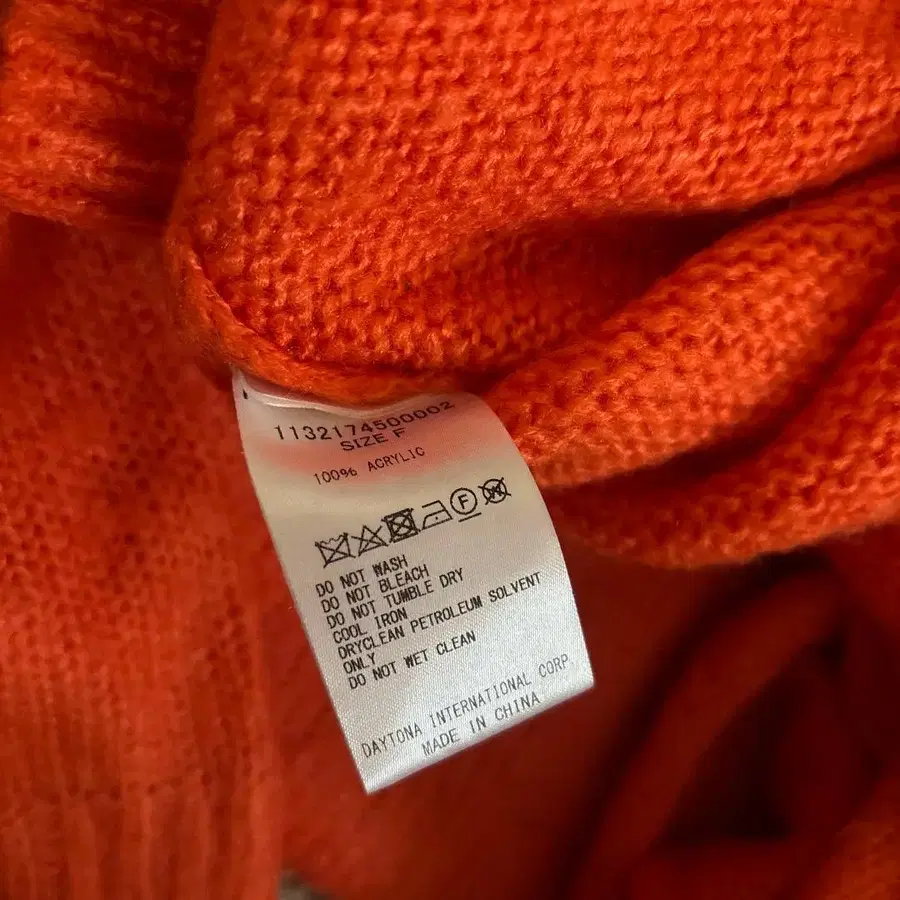 1132174500002
SIZE F
100% ACRYLIC
F W
DO NOT WASH
DO NOT BLEACH
DO NOT TUMBLE DRY
COOL IRON
DRYCLEAN PETROLEUM SOLVENT
ONLY
DO NOT WET CLEAN
DAYTONA INTERNATIONAL CORP.
MADE IN CHINA